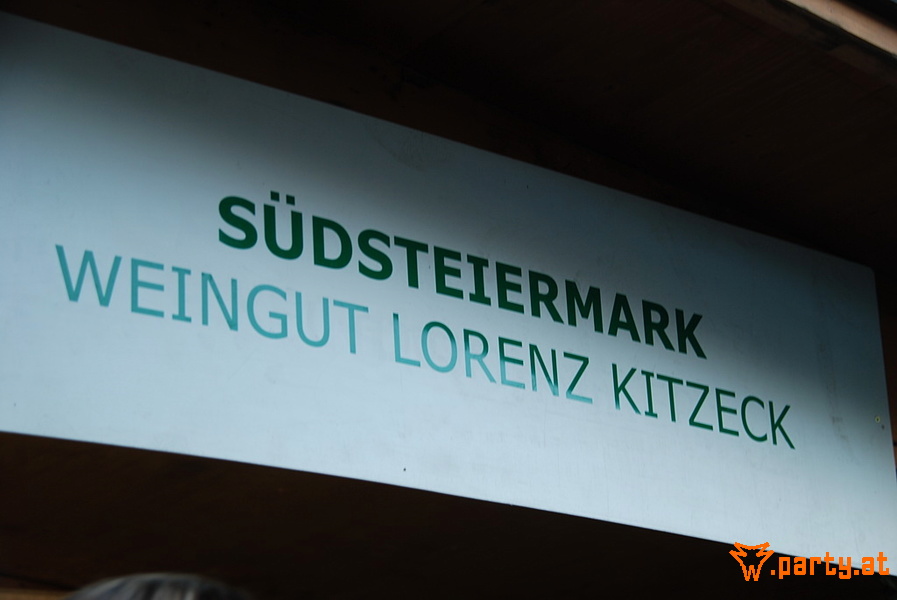 SÜDSTEIERMARK
WEINGUT LORENZ KITZECK
W.party.at